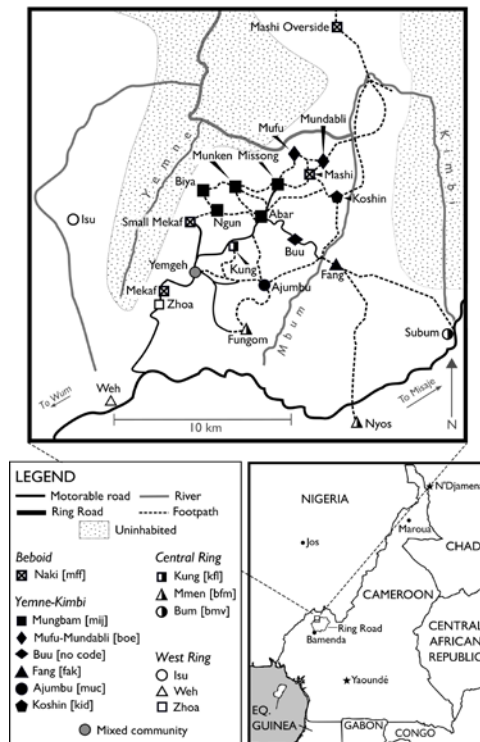 Mashi Overside
Mufu
Mundabli
Munken
Missong
Biya
Mashi
Koshin
Yemne
Kimbi
Isu
Small Mekaf
Ngun
Abar
Buu
Yemgeh
Kung
Fang
Mekaf
Zhoa
Ajumbu
Fungom
Mbum
Subum
To Wum
Weh
To Misaje
N
10 km
Nyos
LEGEND
Motorable road
River
Ring Road
Footpath
Uninhabited
Beboid
Naki [mff]
Yemne-Kimbi
Mungbam [mij]
Mufu-Mundabli [boe]
Buu [no code]
Fang [fak]
Ajumbu [muc]
Koshin [kid]
Mixed community
Central Ring
Kung [kfl]
Mmen [bfm]
Bum [bmv]
West Ring
Isu
Weh
Zhoa
NIGERIA
N'Djamena
Maroua
Jos
CHAD
CAMEROON
Ring Road
Bamenda
CENTRAL
AFRICAN
REPUBLIC
Yaoundé
EQ.
GUINEA
GABON
CONGO